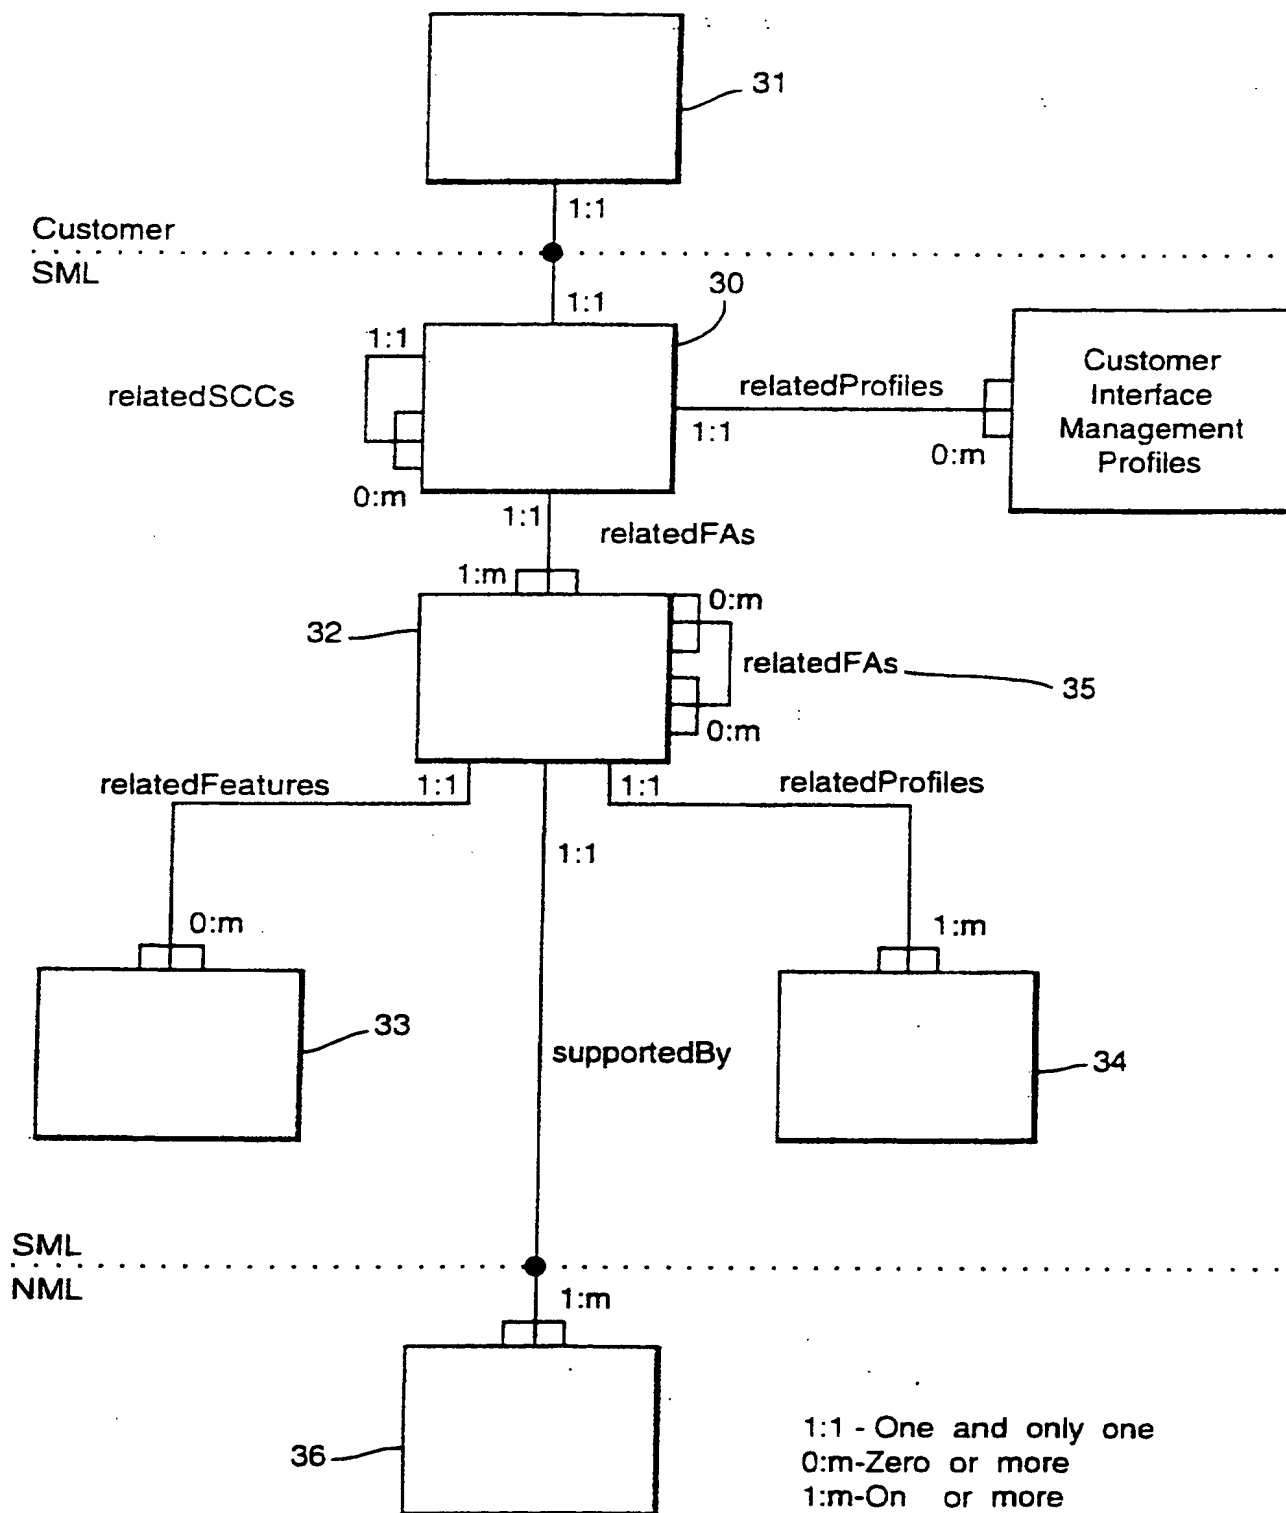 31
1:1
Customer
SML
30
1:1
1:1
relatedSCCs
0:m
relatedProfiles
1:1
0:m
Customer
Interface
Management
Profiles
1:1
relatedFAs
1:m
32
0:m
relatedFAs
35
0:m
relatedFeatures
1:1
1:1
relatedProfiles
1:1
0:m
1:m
33
supportedBy
34
SML
NML
1:m
36
1:1 - One and only one
0:m-Zero or more
1:m-On or more